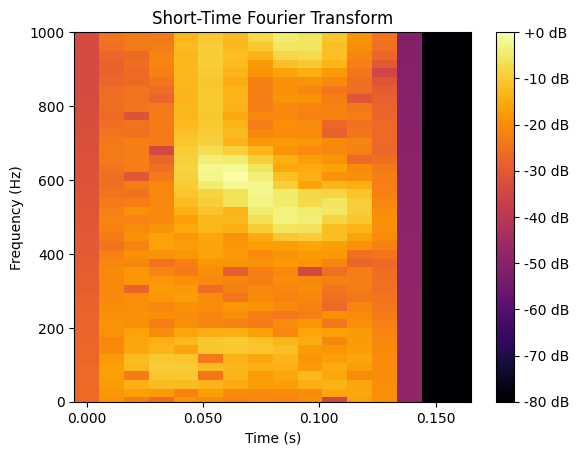 Short-Time Fourier Transform
1000
800
600
400
200
0
Frequency (Hz)
0.000
0.050
0.100
0.150
Time (s)
+0 dB
-10 dB
-20 dB
-30 dB
-40 dB
-50 dB
-60 dB
-70 dB
-80 dB